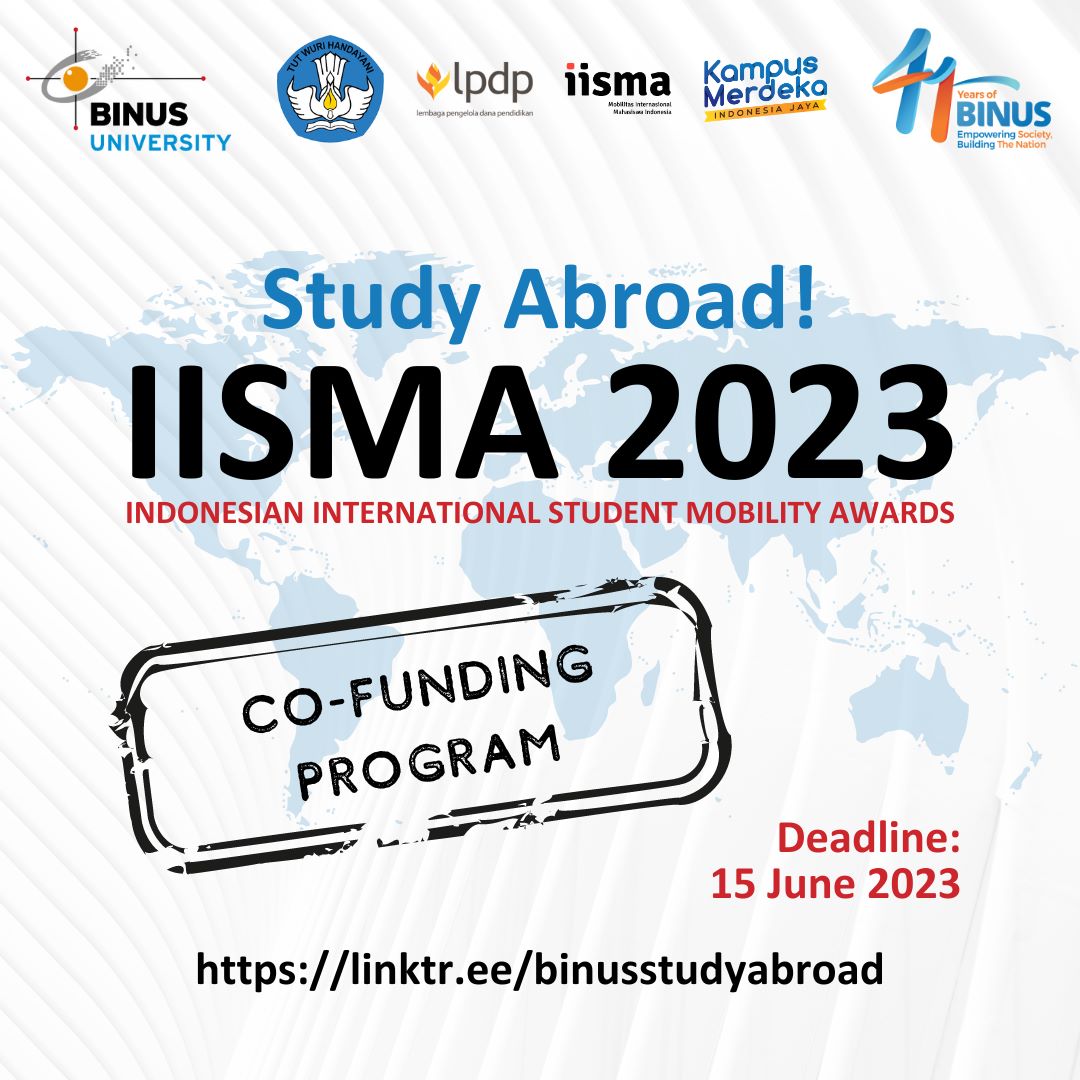 BINUS
UNIVERSITY
TUT WURI HANDAYANI
lpdp
lembaga pengelola dana pendidikan
iisma
Mobilitas Internasional
Mahasiswa Indonesia
Kampus
Merdeka
INDONESIA JAYA
41
Years of
BINUS
Empowering Society,
Building The Nation
Study Abroad!
IISMA 2023
INDONESIAN INTERNATIONAL STUDENT MOBILITY AWARDS
CO-FUNDING
PROGRAM
Deadline:
15 June 2023
https://linktr.ee/binusstudyabroad